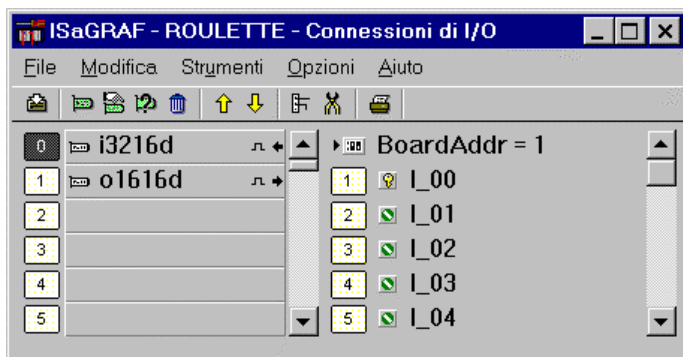 ISaGRAF - ROULETTE - Connessioni di I/O
File Modifica Strumenti Opzioni Aiuto
0 i3216d BoardAddr = 1
1 o1616d 1 I_00
2 2 I_01
3 3 I_02
4 4 I_03
5 5 I_04